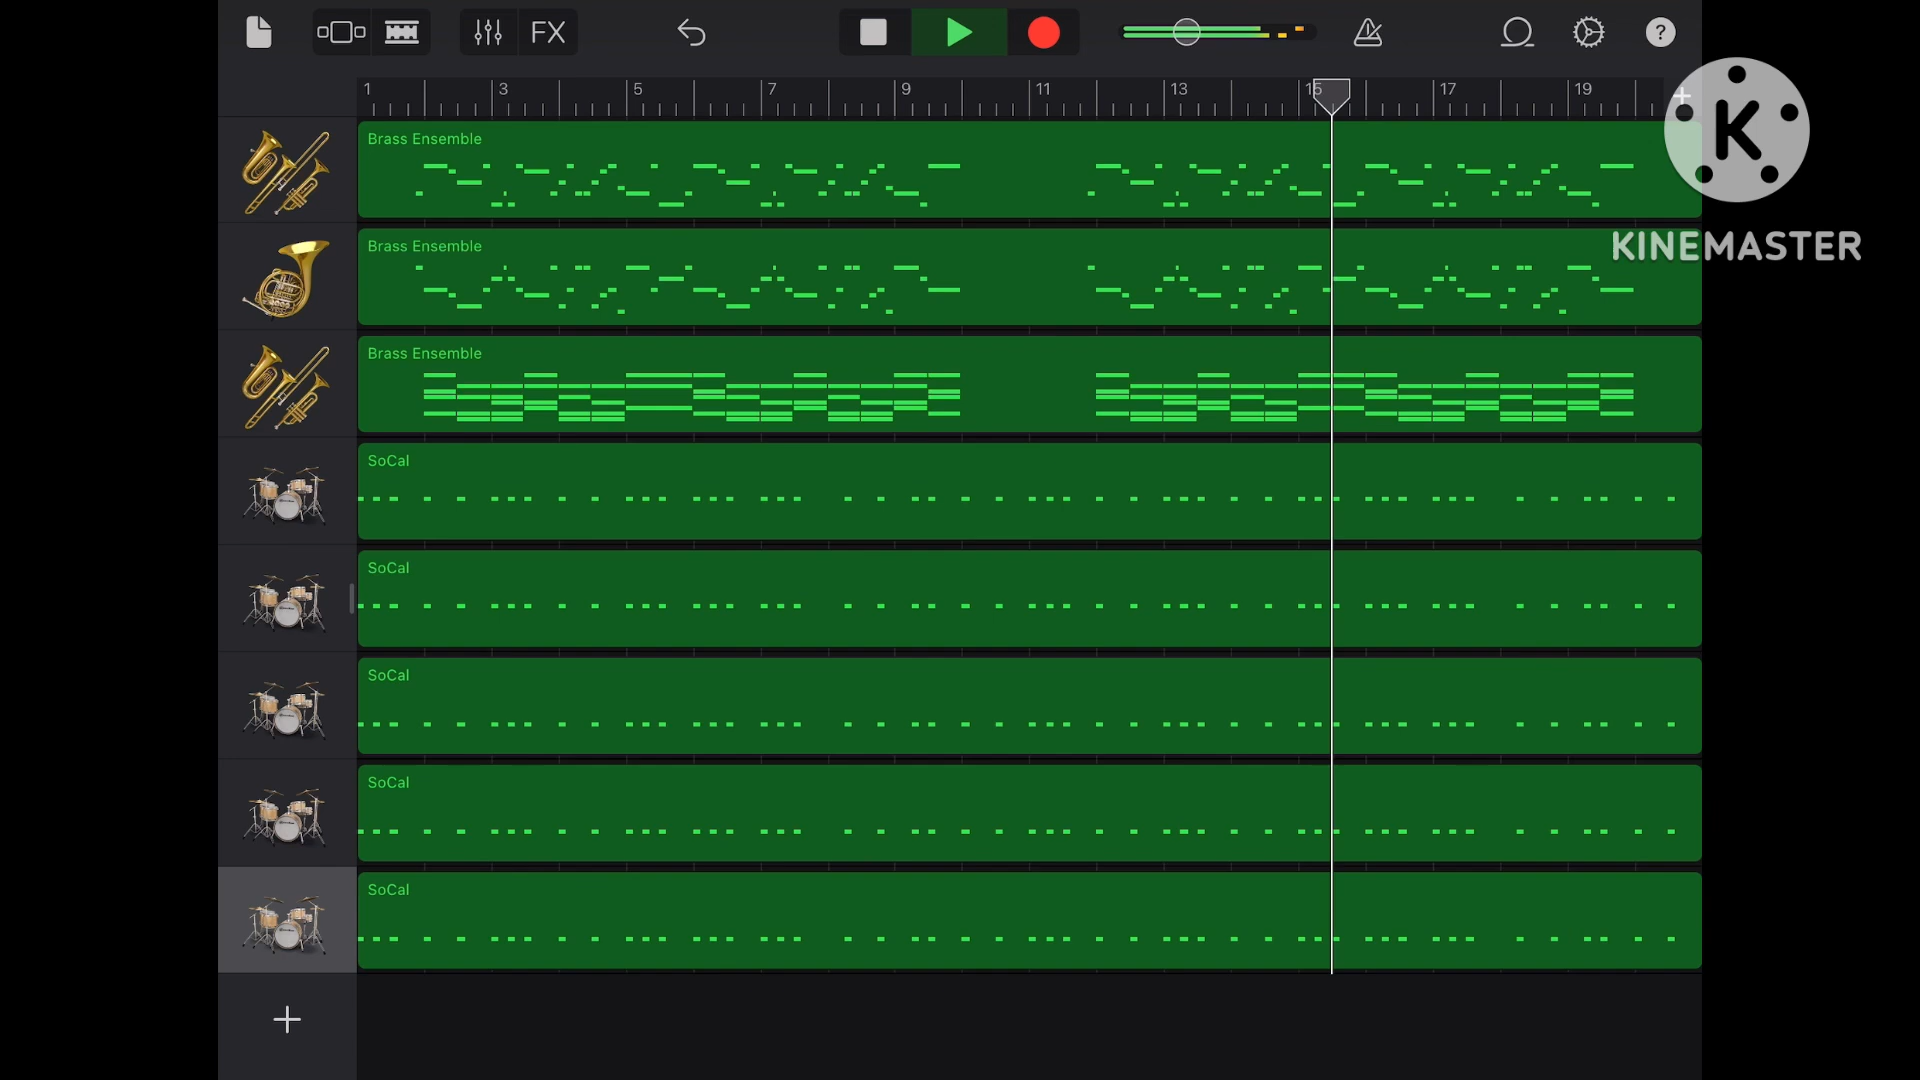 FX
?
1 3 5 7 9 11 13 15 17 19
K
KINEMASTER
Brass Ensemble
Brass Ensemble
Brass Ensemble
SoCal
SoCal
SoCal
SoCal
SoCal